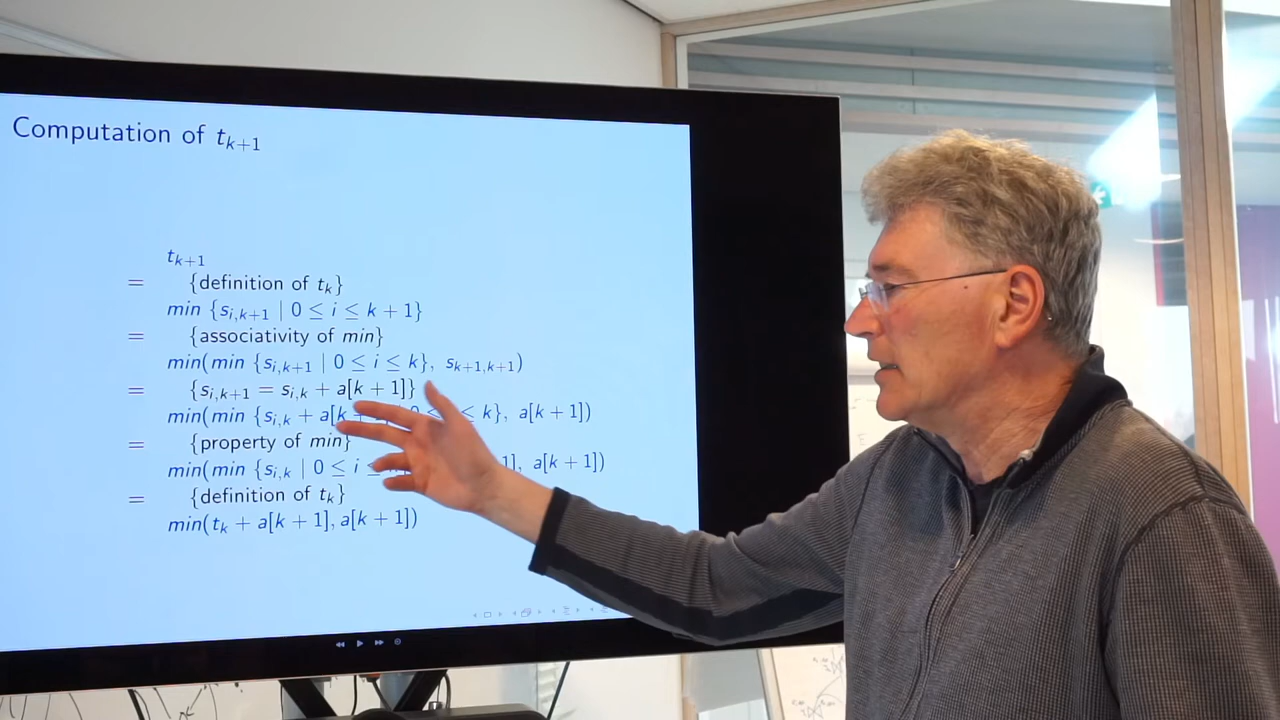 Computation of t_{k+1}
t_{k+1}
= {definition of t_k}
min {s_{i,k+1} | 0 ≤ i ≤ k + 1}
= {associativity of min}
min(min {s_{i,k+1} | 0 ≤ i ≤ k}, s_{k+1,k+1})
= {s_{i,k+1} = s_{i,k} + a[k + 1]}
min(min {s_{i,k} + a[k ≤ k}, a[k + 1])
= {property of min}
min(min {s_{i,k} | 0 ≤ i 1], a[k + 1])
= {definition of t_k}
min(t_k + a[k + 1], a[k + 1])